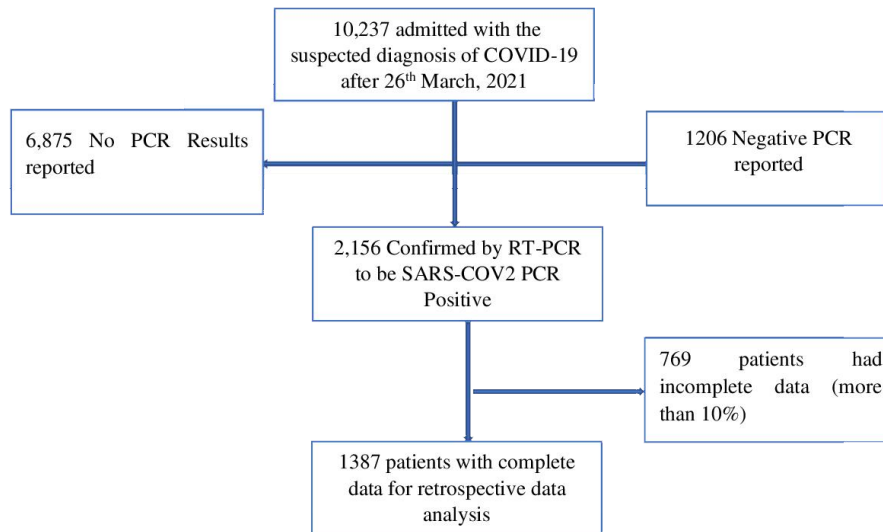 10,237 admitted with the
suspected diagnosis of COVID-19
after 26th March, 2021
6,875 No PCR Results
reported
1206 Negative PCR
reported
2,156 Confirmed by RT-PCR
to be SARS-COV2 PCR
Positive
769 patients had
incomplete data (more
than 10%)
1387 patients with complete
data for retrospective data
analysis